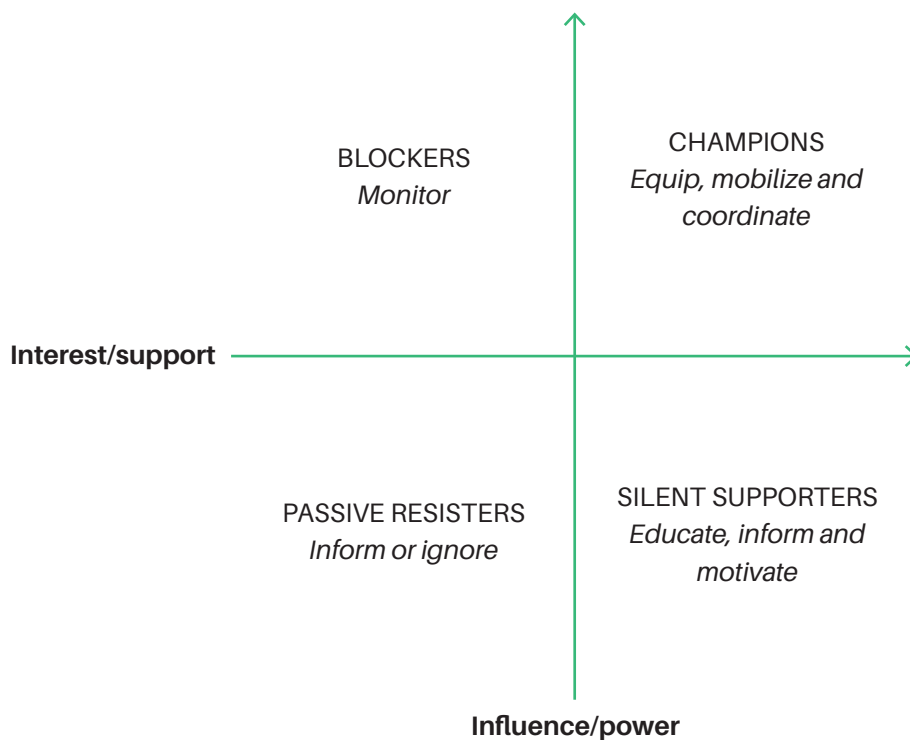 BLOCKERS
Monitor
CHAMPIONS
Equip, mobilize and
coordinate
Interest/support
PASSIVE RESISTERS
Inform or ignore
SILENT SUPPORTERS
Educate, inform and
motivate
Influence/power